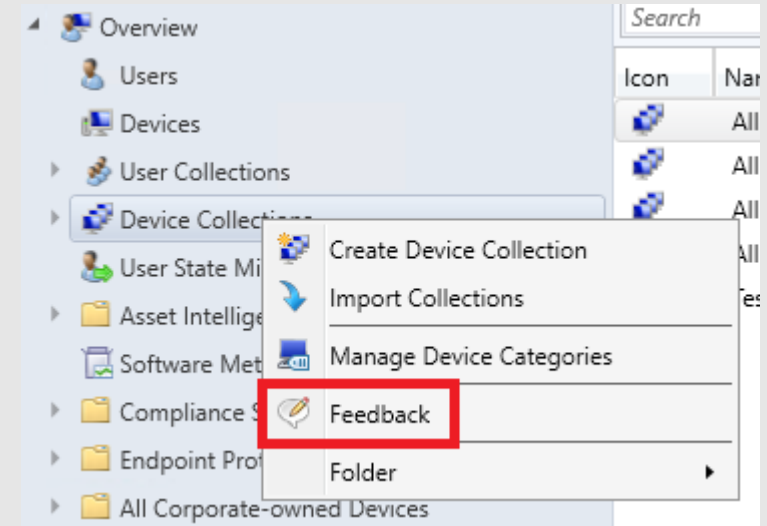 Overview
Users
Devices
User Collections
Device Collections
User State Mi
Asset Intellige
Software Met
Compliance S
Endpoint Prot
All Corporate-owned Devices
Create Device Collection
Import Collections
Manage Device Categories
Feedback
Folder
Search
Icon Nar
All
All
All
All
Tes